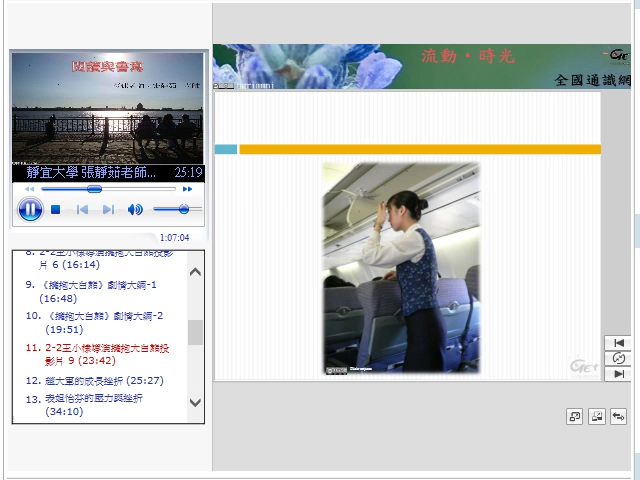 閱讀與書寫
靜宜大學 張靜茹老師... 25:19
1:07:04
8. 2-2王小棣導演擁抱大白熊投
影片 6 (16:14)
9. 《擁抱大白熊》劇情大綱-1
(16:48)
10. 《擁抱大白熊》劇情大綱-2
(19:51)
11. 2-2王小棣導演擁抱大白熊投
影片 9 (23:42)
12. 趙大軍的成長挫折 (25:27)
13. 表姐怡芬的壓力與挫折
(34:10)
流動・時光
全國通識網